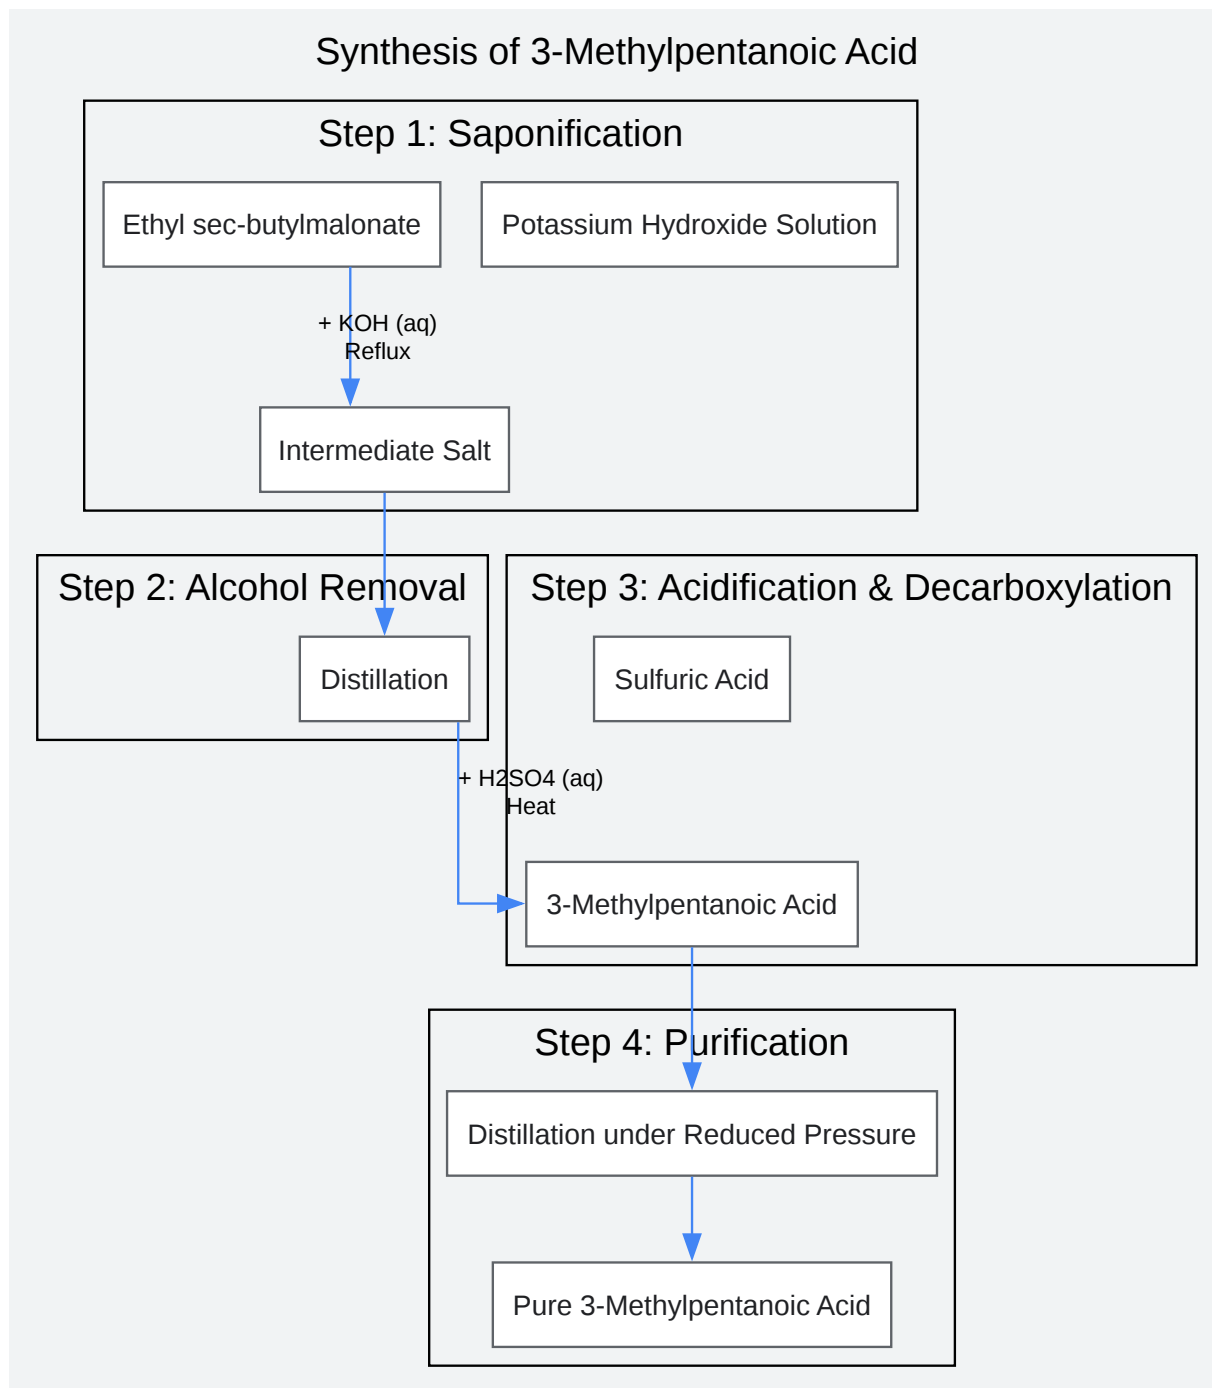 Synthesis of 3-Methylpentanoic Acid
Step 1: Saponification
Ethyl sec-butylmalonate
Potassium Hydroxide Solution
+ KOH (aq)
Reflux
Intermediate Salt
Step 2: Alcohol Removal
Distillation
Step 3: Acidification & Decarboxylation
Sulfuric Acid
+ H2SO4 (aq)
Heat
3-Methylpentanoic Acid
Step 4: Purification
Distillation under Reduced Pressure
Pure 3-Methylpentanoic Acid